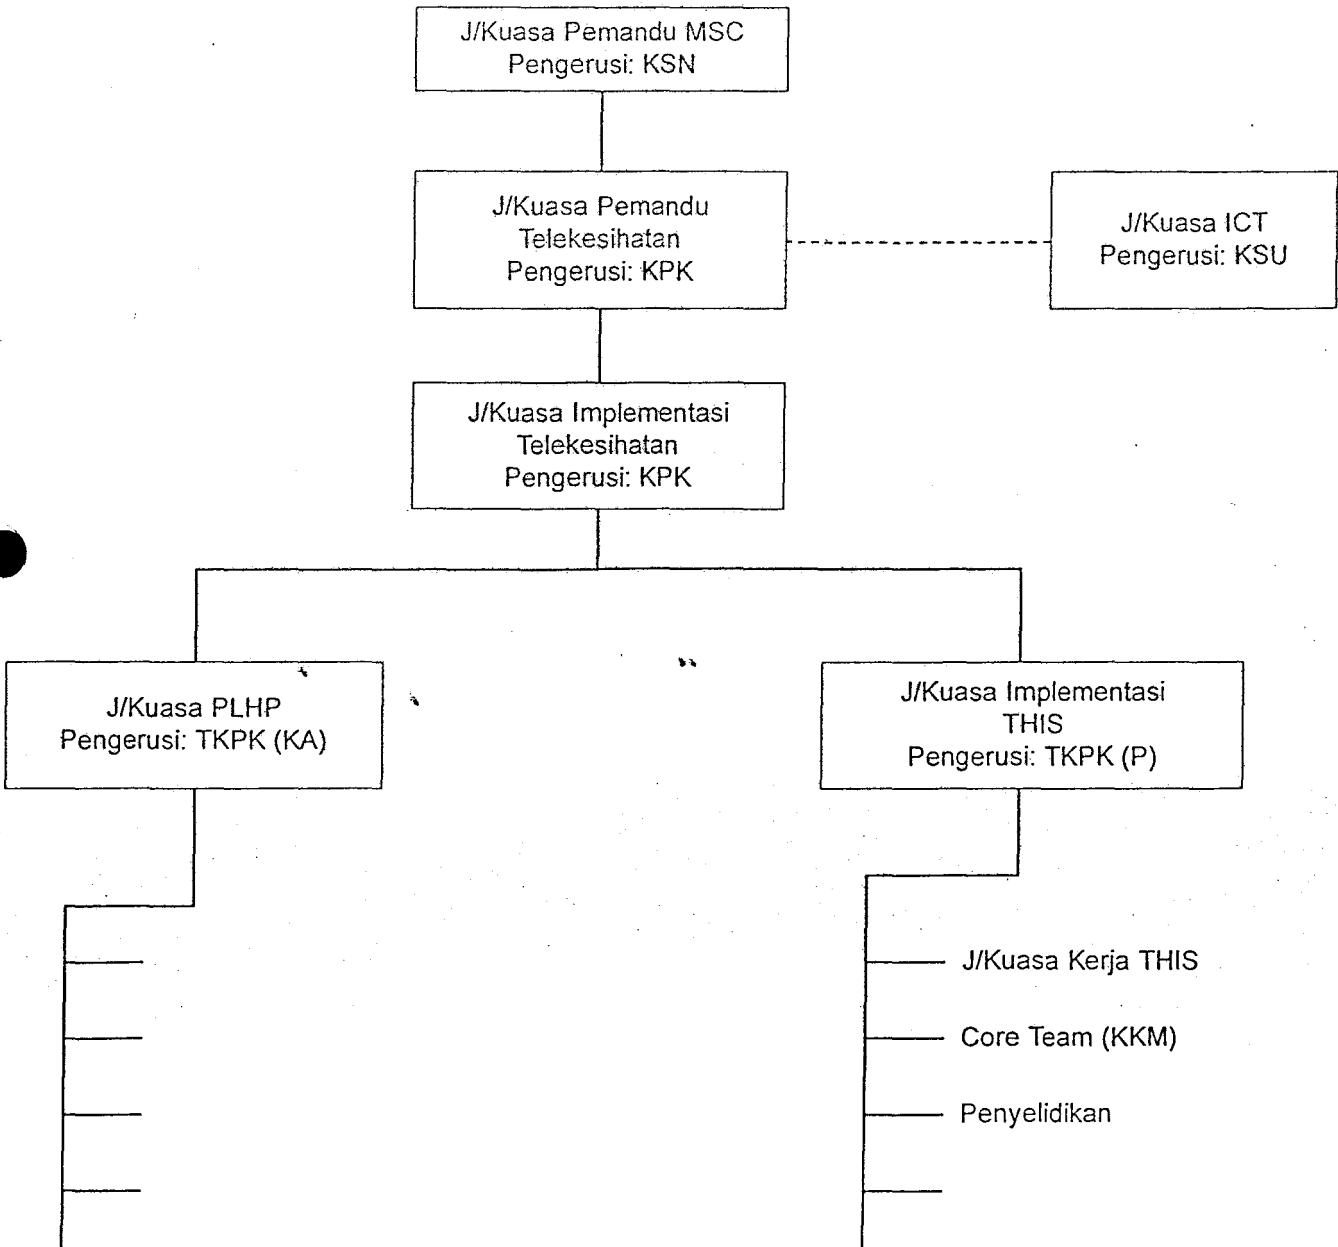 J/Kuasa Pemandu MSC
Pengerusi: KSN
J/Kuasa Pemandu
Telekesihatan
Pengerusi: KPK
J/Kuasa ICT
Pengerusi: KSU
J/Kuasa Implementasi
Telekesihatan
Pengerusi: KPK
J/Kuasa PLHP
Pengerusi: TKPK (KA)
J/Kuasa Implementasi
THIS
Pengerusi: TKPK (P)
J/Kuasa Kerja THIS
Core Team (KKM)
Penyelidikan